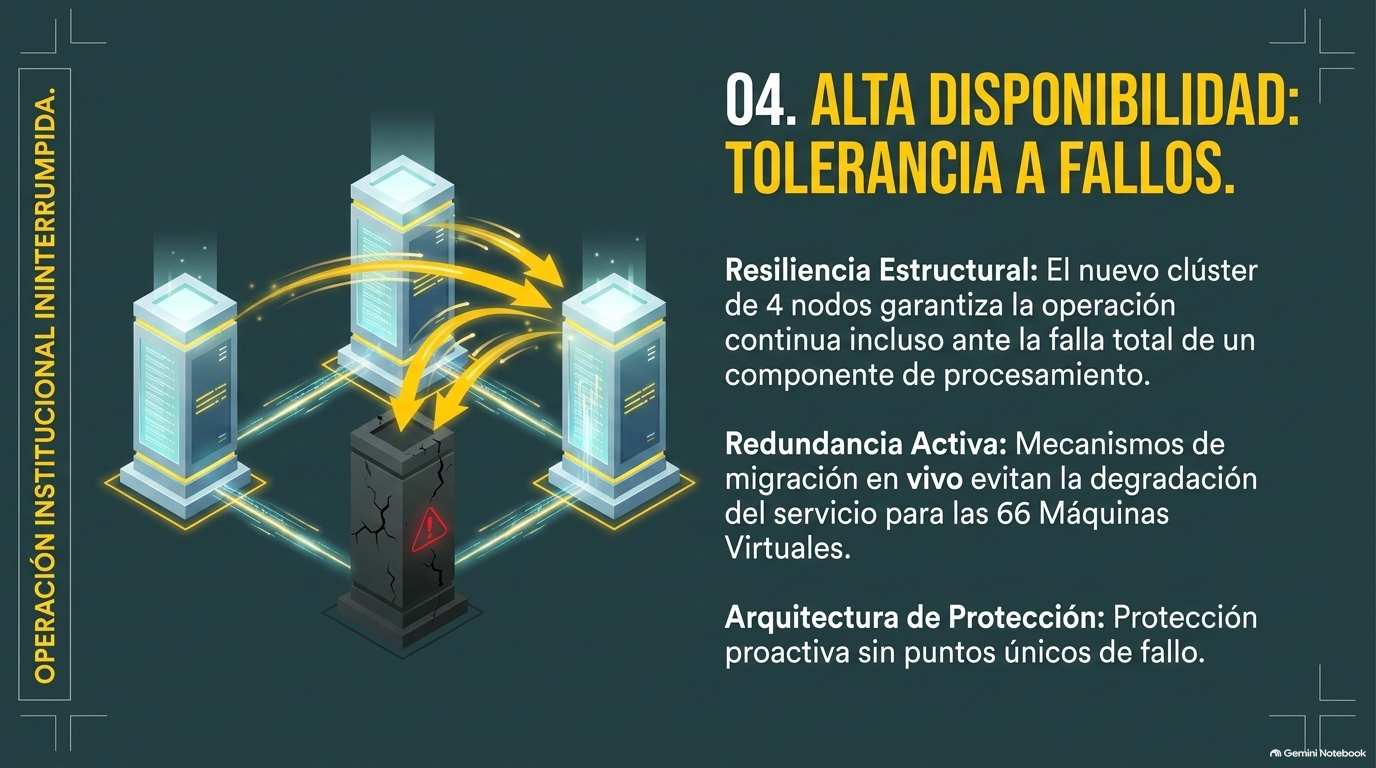 OPERACIÓN INSTITUCIONAL ININTERRUMPIDA.
04. ALTA DISPONIBILIDAD:
TOLERANCIA A FALLOS.
Resiliencia Estructural: El nuevo clúster
de 4 nodos garantiza la operación
continua incluso ante la falla total de un
componente de procesamiento.
Redundancia Activa: Mecanismos de
migración en vivo evitan la degradación
del servicio para las 66 Máquinas
Virtuales.
Arquitectura de Protección: Protección
proactiva sin puntos únicos de fallo.
Gemini Notebook